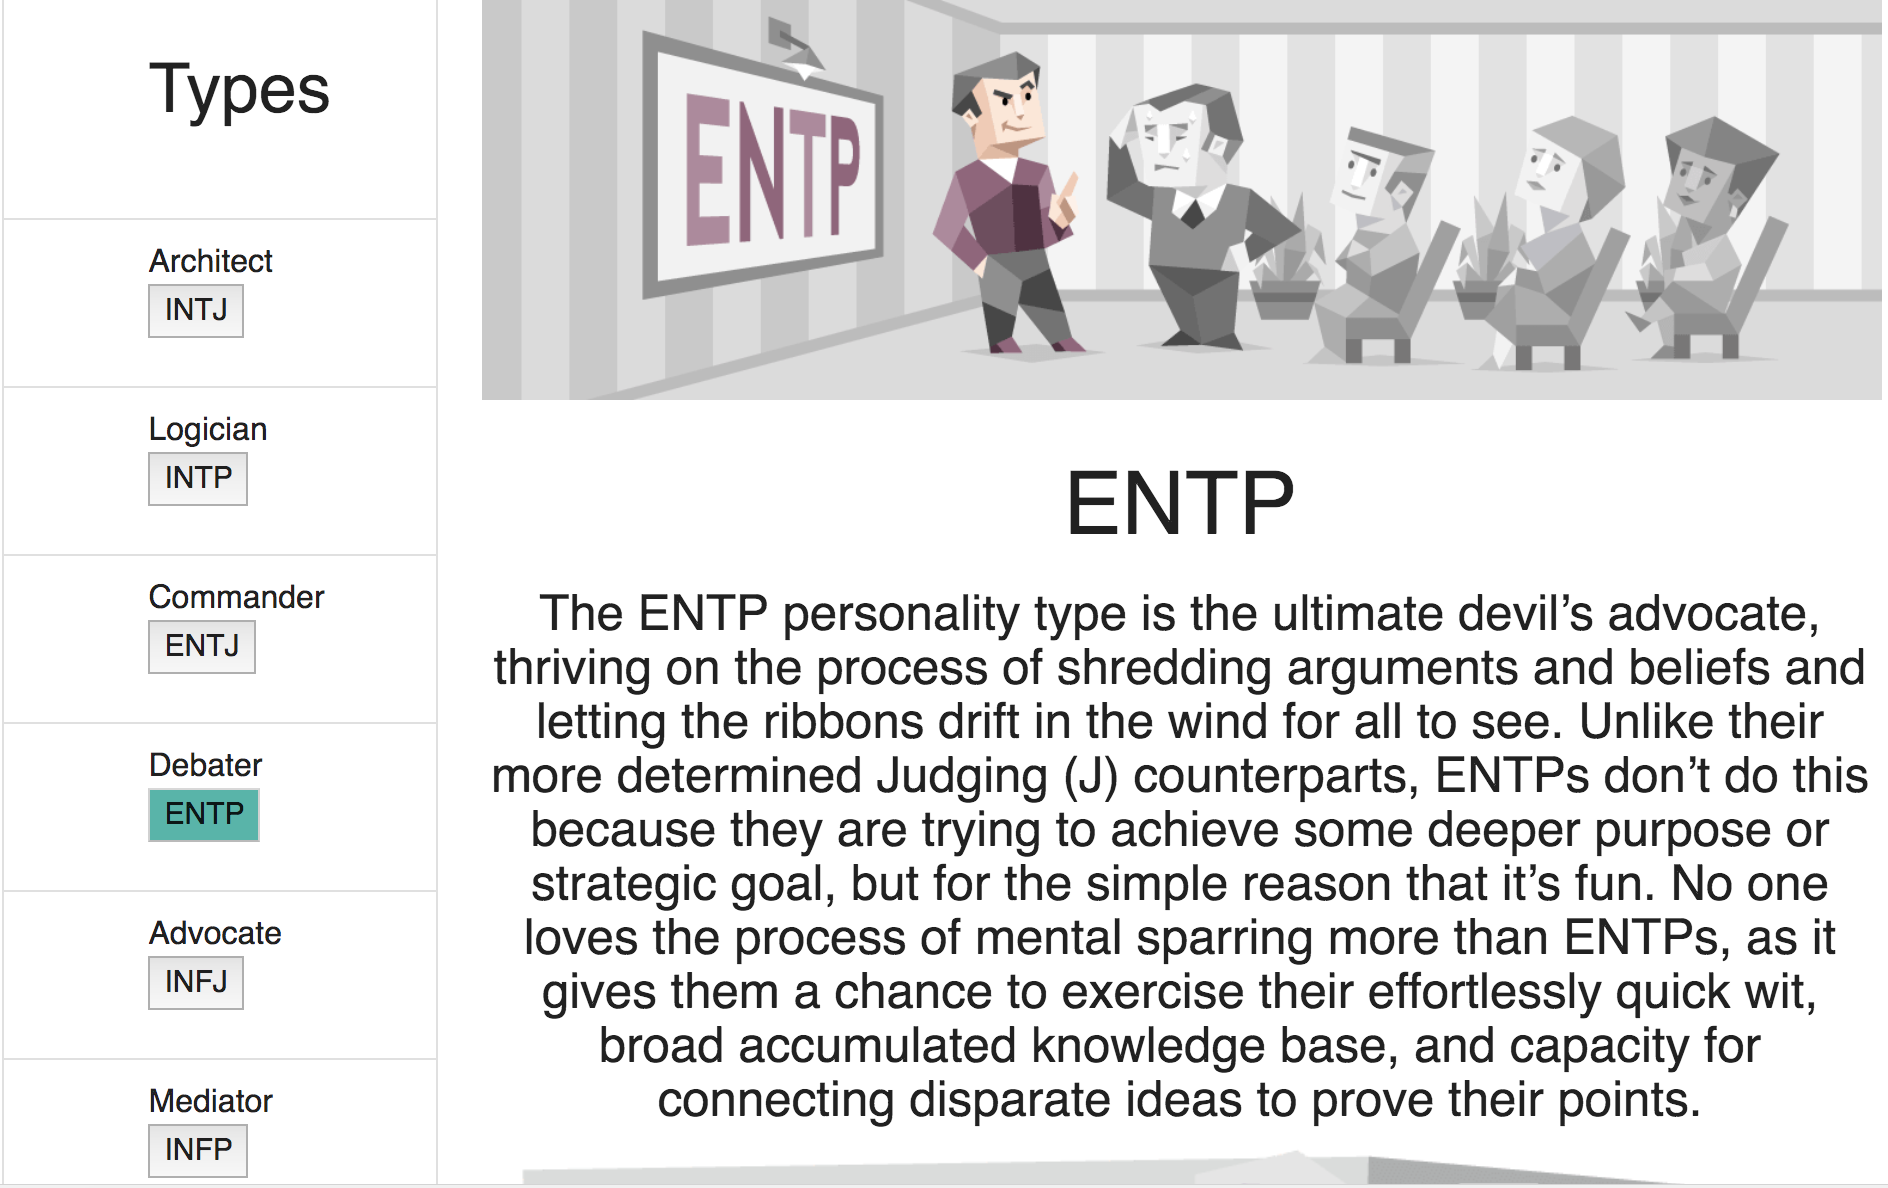 Types
Architect
INTJ
Logician
INTP
Commander
ENTJ
Debater
ENTP
Advocate
INFJ
Mediator
INFP
ENTP
ENTP
The ENTP personality type is the ultimate devil’s advocate,
thriving on the process of shredding arguments and beliefs and
letting the ribbons drift in the wind for all to see. Unlike their
more determined Judging (J) counterparts, ENTPs don’t do this
because they are trying to achieve some deeper purpose or
strategic goal, but for the simple reason that it’s fun. No one
loves the process of mental sparring more than ENTPs, as it
gives them a chance to exercise their effortlessly quick wit,
broad accumulated knowledge base, and capacity for
connecting disparate ideas to prove their points.